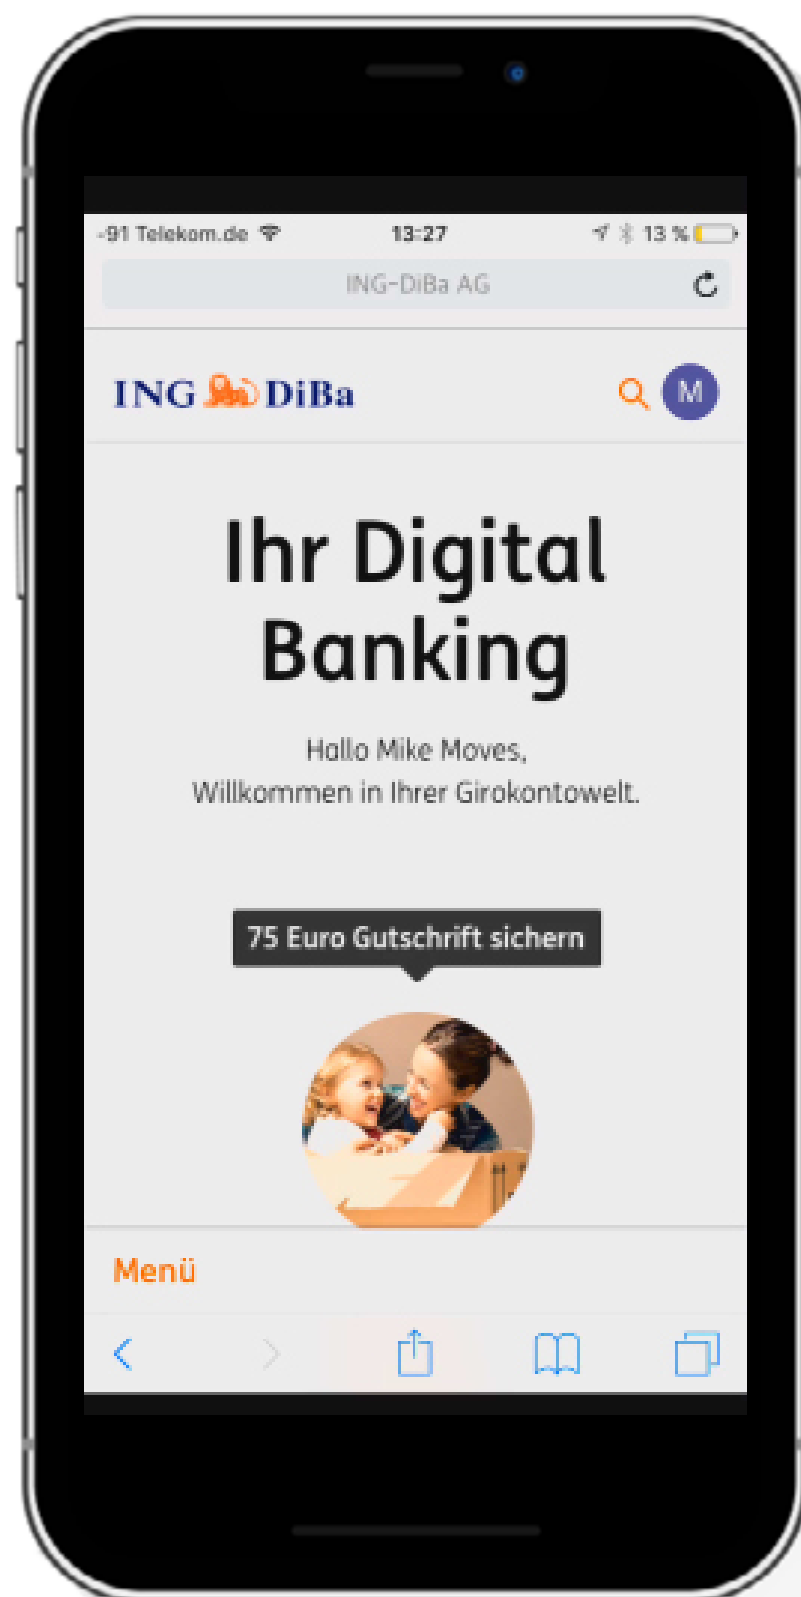 -91 Telekom.de 13:27 13 %
ING-DiBa AG
ING DiBa M
Ihr Digital
Banking
Hallo Mike Moves,
Willkommen in Ihrer Girokontowelt.
75 Euro Gutschrift sichern
Menü